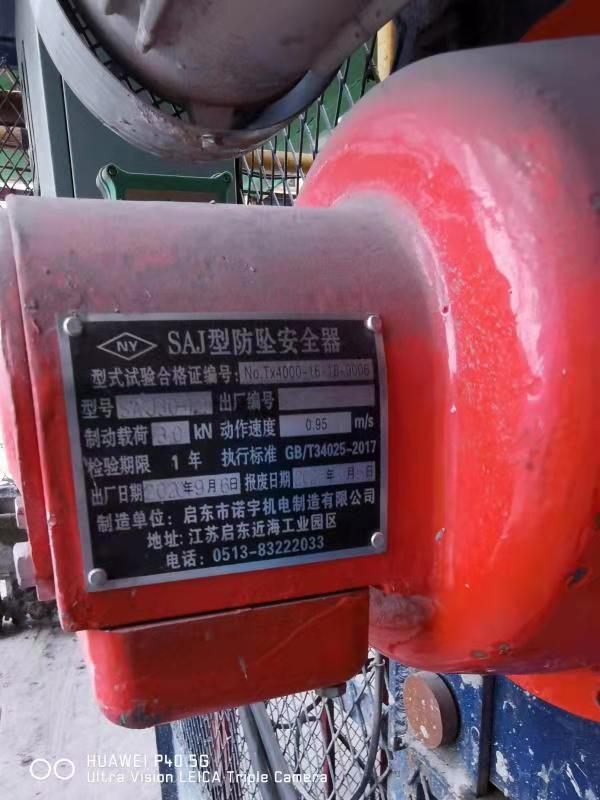 NY SAJ型防坠安全器
型式试验合格证编号: No.TX4000-16-1B-9006
型号 出厂编号
制动载荷 30 kN 动作速度 0.95 m/s
检验期限 1 年 执行标准 GB/T34025-2017
出厂日期 2020年9月6日 报废日期
制造单位: 启东市诺宇机电制造有限公司
地址: 江苏启东近海工业园区
电话: 0513-83222033
HUAWEI P40 5G
Ultra Vision LEICA Triple Camera